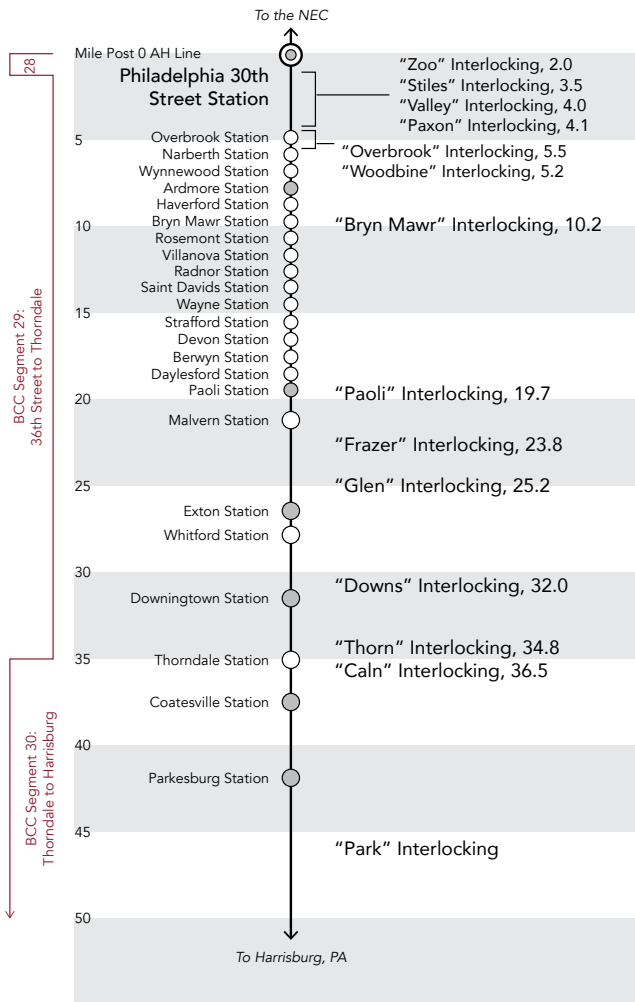 To the NEC
Mile Post 0 AH Line
28
Philadelphia 30th
Street Station
"Zoo" Interlocking, 2.0
"Stiles" Interlocking, 3.5
"Valley" Interlocking, 4.0
"Paxon" Interlocking, 4.1
5
Overbrook Station
Narberth Station
"Overbrook" Interlocking, 5.5
Wynnewood Station
"Woodbine" Interlocking, 5.2
Ardmore Station
Haverford Station
10
Bryn Mawr Station
"Bryn Mawr" Interlocking, 10.2
Rosemont Station
Villanova Station
Radnor Station
Saint Davids Station
Wayne Station
15
Strafford Station
Devon Station
Berwyn Station
Daylesford Station
Paoli Station
"Paoli" Interlocking, 19.7
20
Malvern Station
"Frazer" Interlocking, 23.8
25
"Glen" Interlocking, 25.2
Exton Station
Whitford Station
30
"Downs" Interlocking, 32.0
Downingtown Station
"Thorn" Interlocking, 34.8
35
Thorndale Station
"Caln" Interlocking, 36.5
Coatesville Station
40
Parkesburg Station
45
"Park" Interlocking
50
To Harrisburg, PA
BCC Segment 29:
36th Street to Thorndale
BCC Segment 30:
Thorndale to Harrisburg